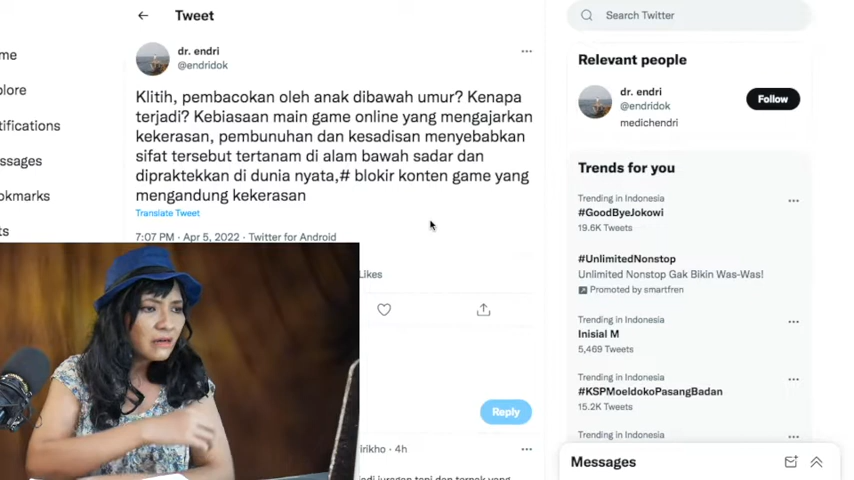 Tweet
Search Twitter
dr. endri
@endridok
Klitih, pembacokan oleh anak dibawah umur? Kenapa
terjadi? Kebiasaan main game online yang mengajarkan
kekerasan, pembunuhan dan kesadisan menyebabkan
sifat tersebut tertanam di alam bawah sadar dan
dipraktekkan di dunia nyata,# blokir konten game yang
mengandung kekerasan
Translate Tweet
7:07 PM · Apr 5, 2022 · Twitter for Android
Likes
Reply
irikho · 4h
Relevant people
dr. endri
@endridok
Follow
medichendri
Trends for you
Trending in Indonesia
#GoodByeJokowi
19.6K Tweets
#UnlimitedNonstop
Unlimited Nonstop Gak Bikin Was-Was!
Promoted by smartfren
Trending in Indonesia
Inisial M
5,469 Tweets
Trending in Indonesia
#KSPMoeldokoPasangBadan
15.2K Tweets
Trending in Indonesia
Messages